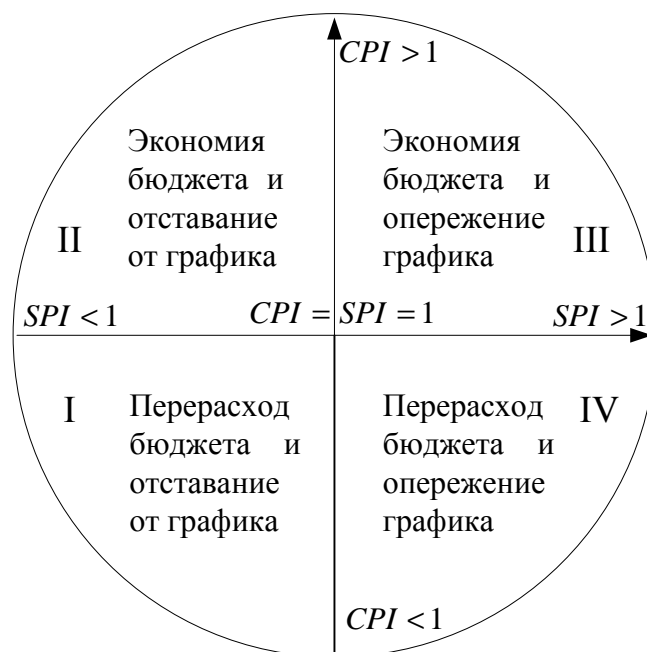 CPI > 1
Экономия
бюджета и
отставание
от графика
II
Экономия
бюджета и
опережение
графика
III
SPI < 1
CPI = SPI = 1
SPI > 1
I
Перерасход
бюджета и
отставание
от графика
Перерасход
бюджета и
опережение
графика
IV
CPI < 1